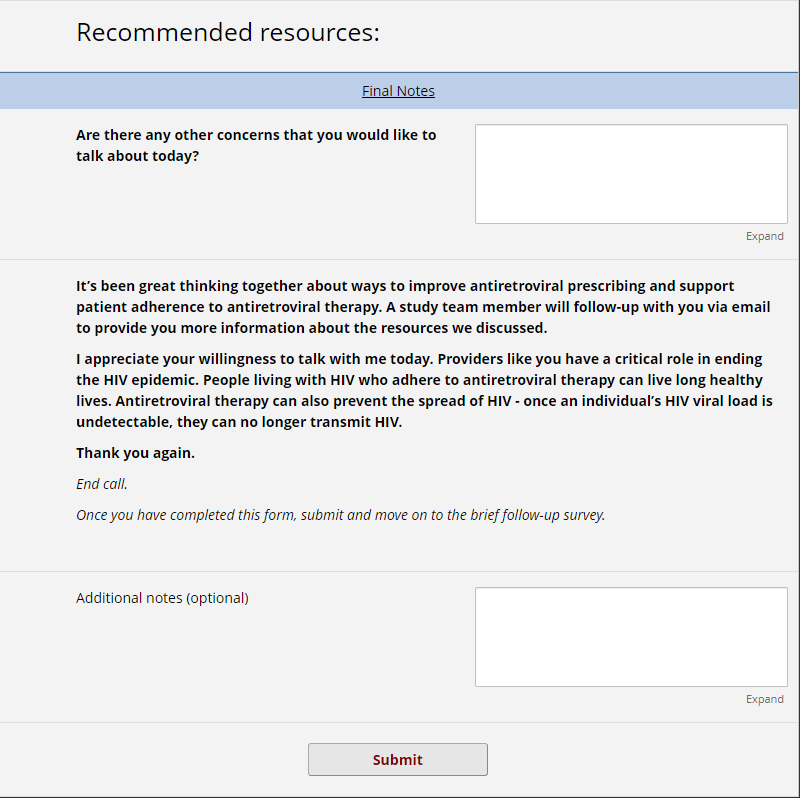 Recommended resources:
Final Notes
Are there any other concerns that you would like to
talk about today?
Expand
It’s been great thinking together about ways to improve antiretroviral prescribing and support
patient adherence to antiretroviral therapy. A study team member will follow-up with you via email
to provide you more information about the resources we discussed.
I appreciate your willingness to talk with me today. Providers like you have a critical role in ending
the HIV epidemic. People living with HIV who adhere to antiretroviral therapy can live long healthy
lives. Antiretroviral therapy can also prevent the spread of HIV - once an individual’s HIV viral load is
undetectable, they can no longer transmit HIV.
Thank you again.
End call.
Once you have completed this form, submit and move on to the brief follow-up survey.
Additional notes (optional)
Expand
Submit